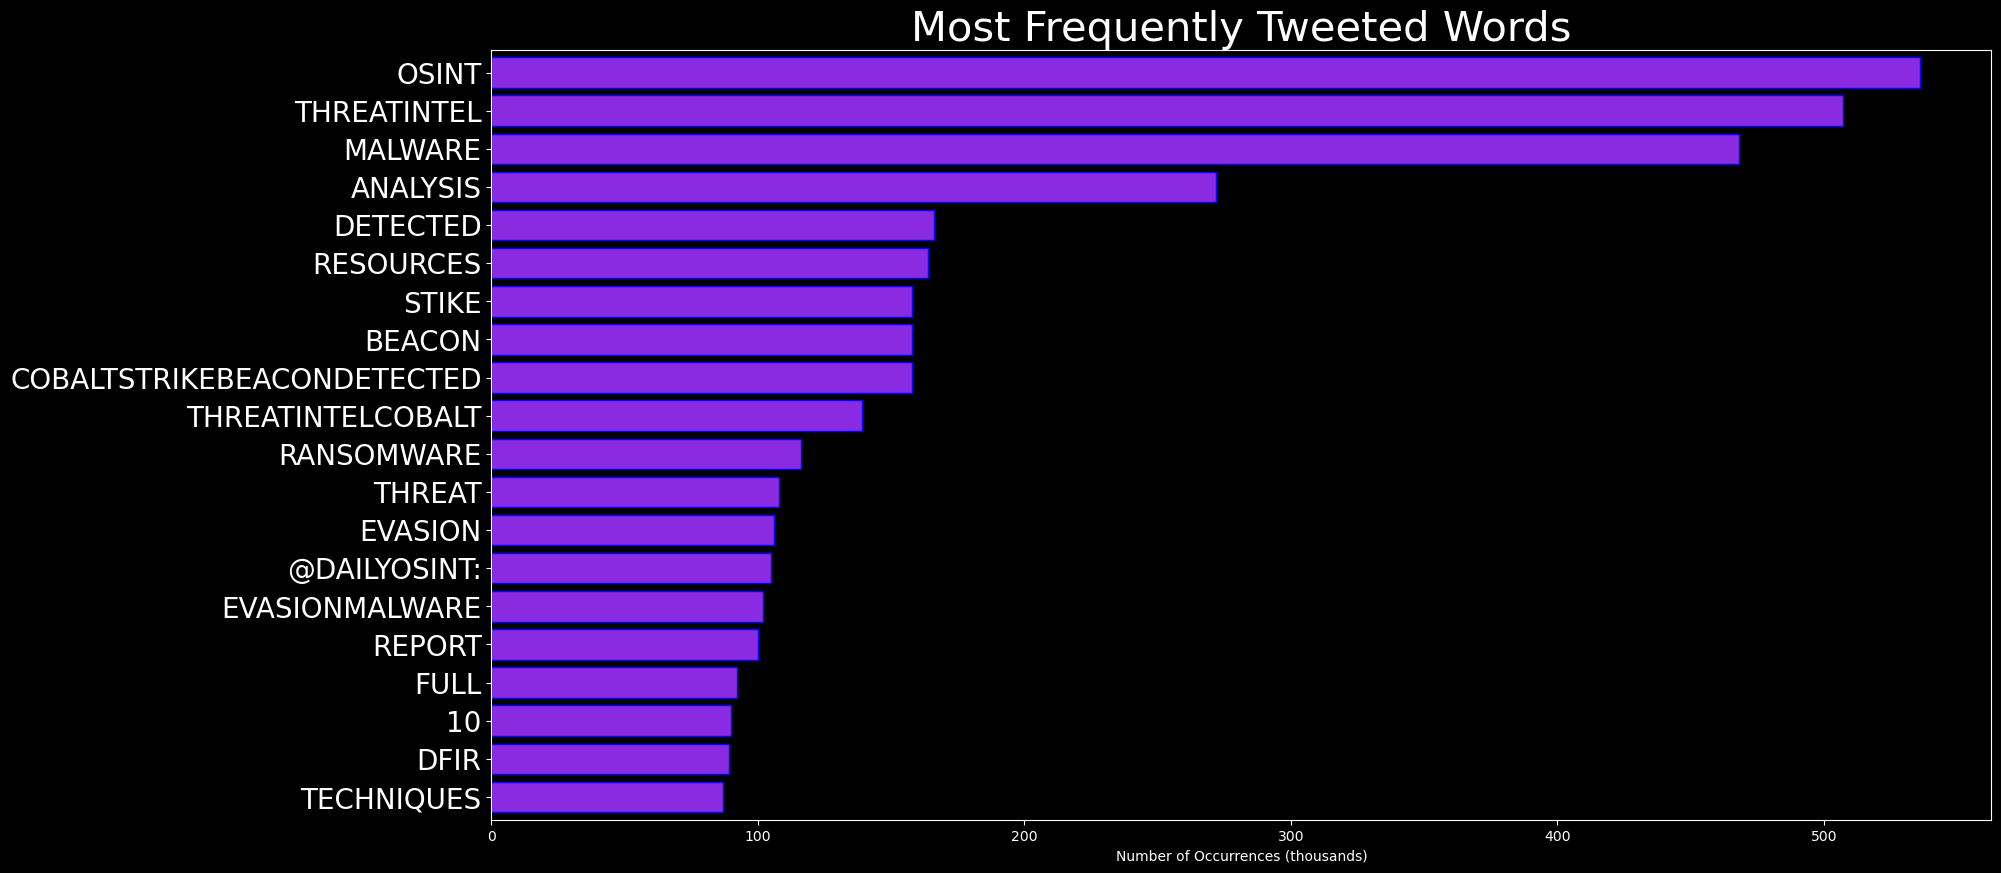 Most Frequently Tweeted Words
OSINT
THREATINTEL
MALWARE
ANALYSIS
DETECTED
RESOURCES
STIKE
BEACON
COBALTSTRIKEBEACONDETECTED
THREATINTELCOBALT
RANSOMWARE
THREAT
EVASION
@DAILYOSINT:
EVASIONMALWARE
REPORT
FULL
10
DFIR
TECHNIQUES
0 100 200 300 400 500
Number of Occurrences (thousands)